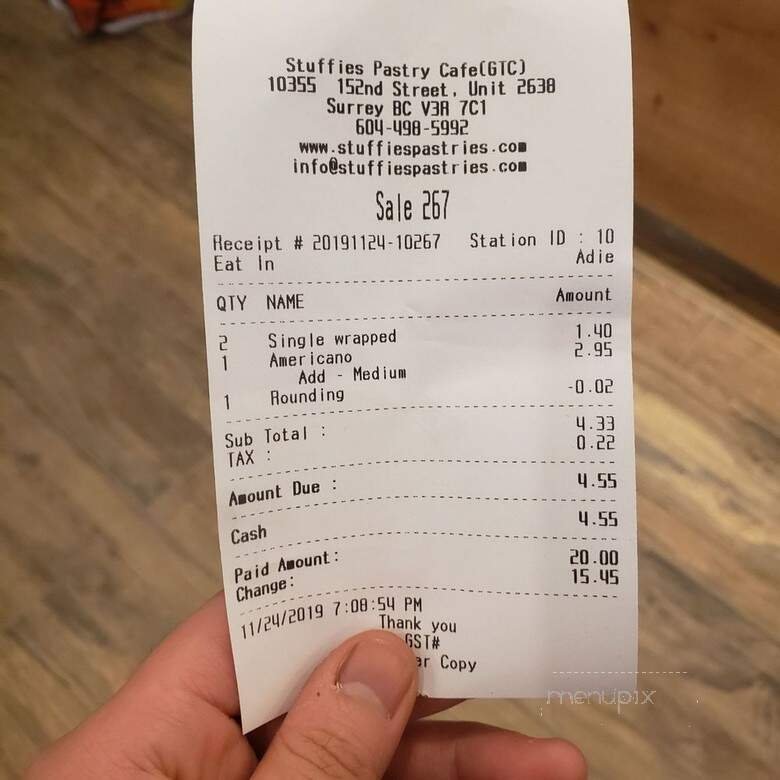 Stuffies Pastry Cafe(GTC)
10355 152nd Street, Unit 2638
Surrey BC V3R 7C1
604-498-5992
www.stuffiespastries.com
info@stuffiespastries.com
Sale 267
Receipt # 20191124-10267 Station ID : 10
Eat In Adie
QTY NAME Amount
2 Single wrapped 1.40
1 Americano 2.95
Add - Medium
1 Rounding -0.02
Sub Total : 4.33
TAX : 0.22
Amount Due : 4.55
Cash 4.55
Paid Amount: 20.00
Change: 15.45
11/24/2019 7:08:54 PM
Thank you
GST#
Copy
menupix